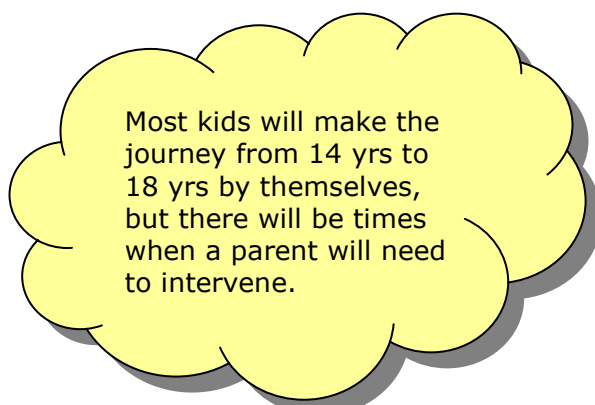 Most kids will make the
journey from 14 yrs to
18 yrs by themselves,
but there will be times
when a parent will need
to intervene.